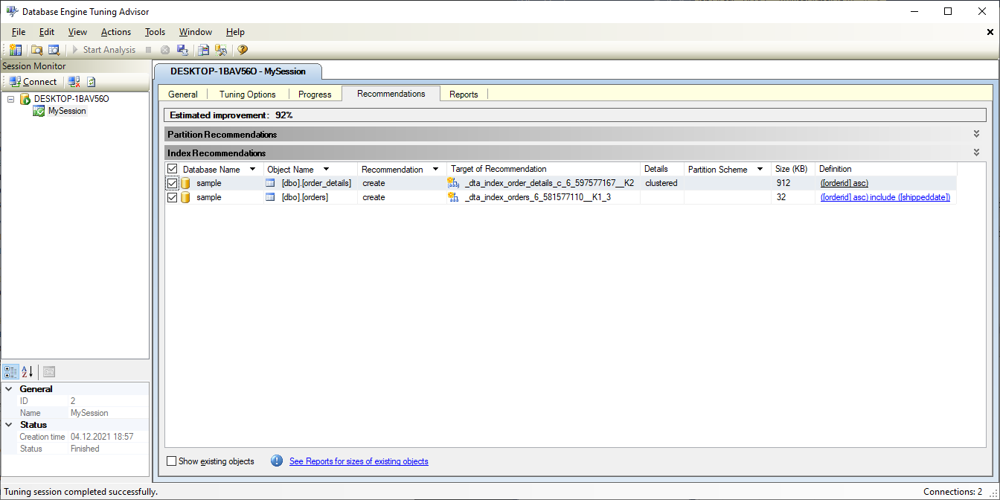 Database Engine Tuning Advisor
File Edit View Actions Tools Window Help
Start Analysis
Session Monitor
Connect
DESKTOP-1BAV56O
MySession
DESKTOP-1BAV56O - MySession
General Tuning Options Progress Recommendations Reports
Estimated improvement: 92%
Partition Recommendations
Index Recommendations
Database Name Object Name Recommendation Target of Recommendation Details Partition Scheme Size (KB) Definition
sample [dbo].[order_details] create _dta_index_order_details_c_6_597577167__K2 clustered 912 ([orderid] asc)
sample [dbo].[orders] create _dta_index_orders_6_581577110__K1_3 32 ([orderid] asc) include ([shippeddate])
General
ID 2
Name MySession
Status
Creation time 04.12.2021 18:57
Status Finished
Show existing objects See Reports for sizes of existing objects
Tuning session completed successfully. Connections: 2